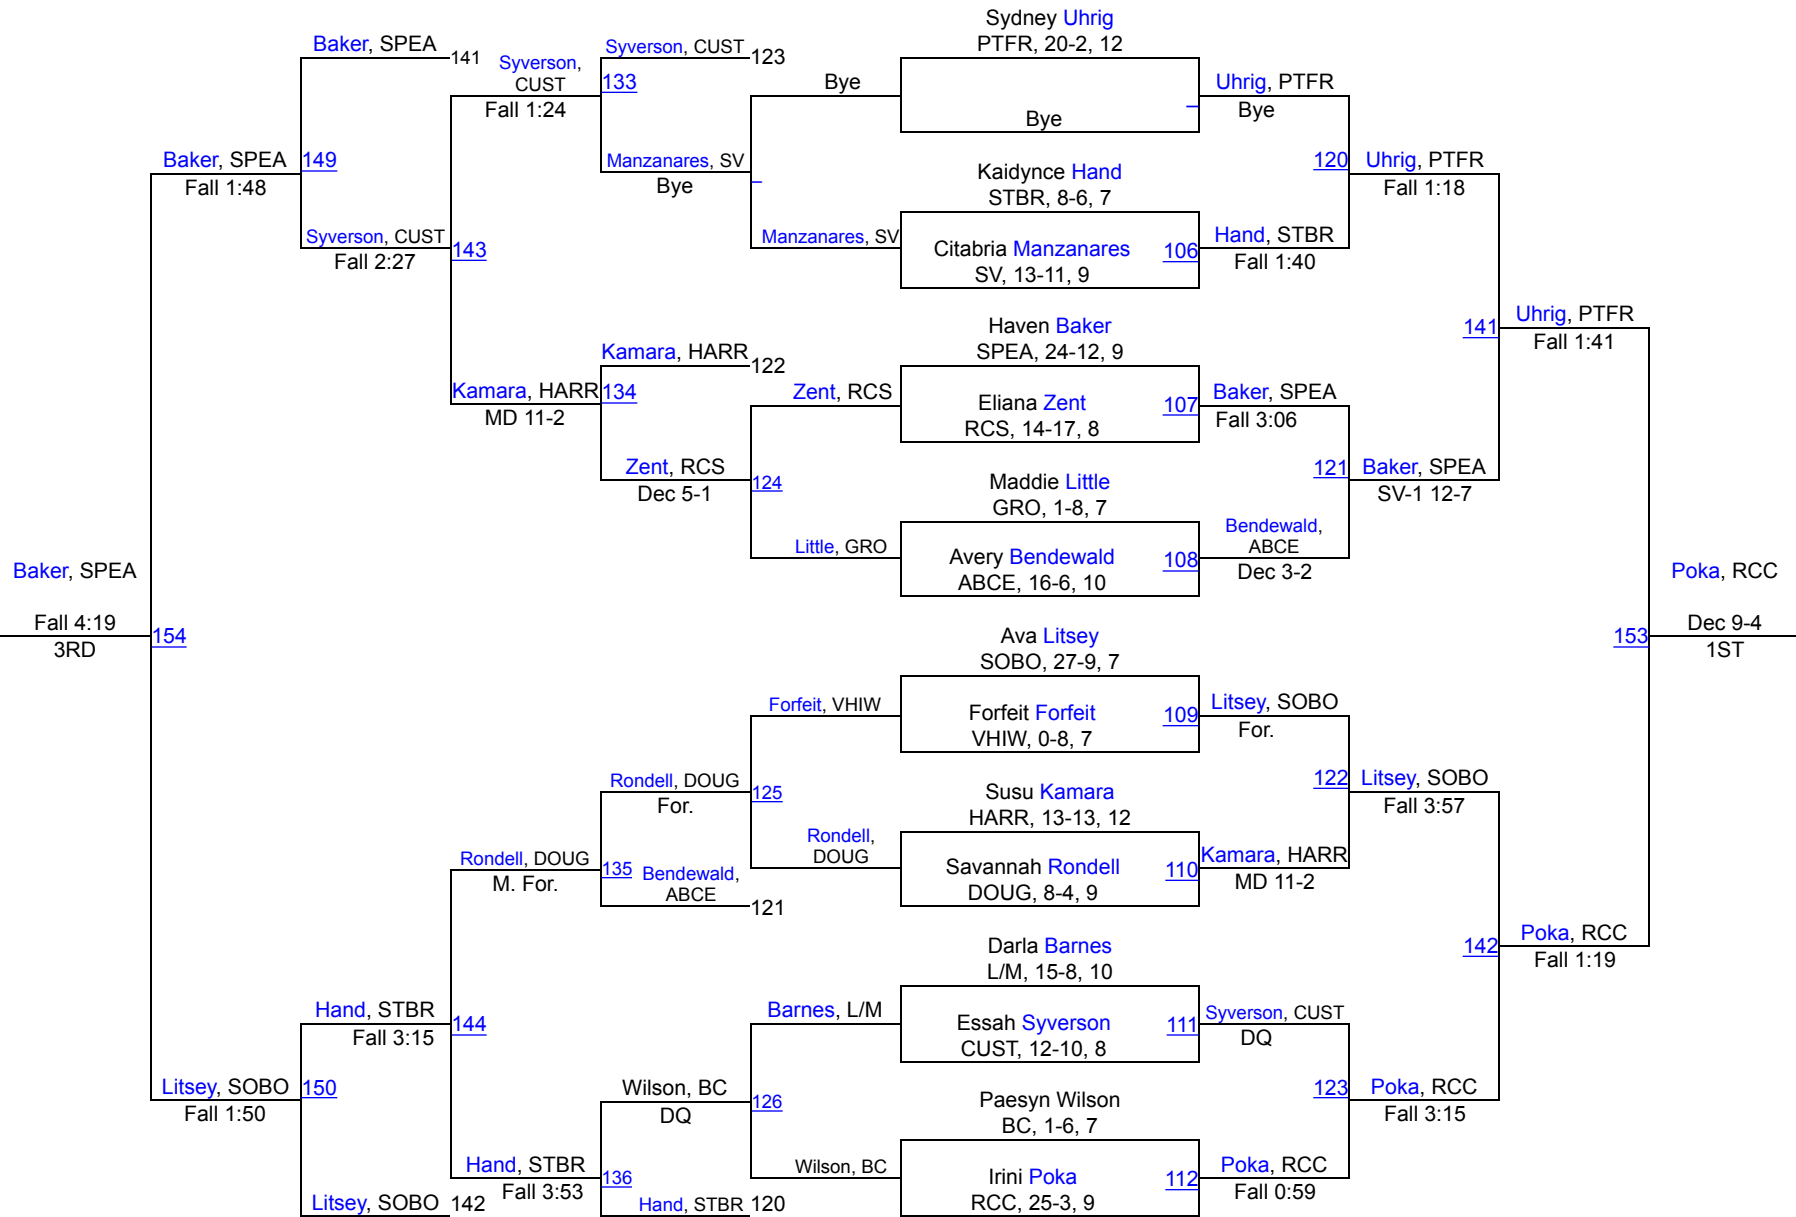 Sydney Uhrig
PTFR, 20-2, 12
Bye
Kaidynce Hand
STBR, 8-6, 7
Citabria Manzanares
SV, 13-11, 9
Haven Baker
SPEA, 24-12, 9
Eliana Zent
RCS, 14-17, 8
Maddie Little
GRO, 1-8, 7
Avery Bendewald
ABCE, 16-6, 10
Ava Litsey
SOBO, 27-9, 7
Forfeit Forfeit
VHIW, 0-8, 7
Susu Kamara
HARR, 13-13, 12
Savannah Rondell
DOUG, 8-4, 9
Darla Barnes
L/M, 15-8, 10
Essah Syverson
CUST, 12-10, 8
Paesyn Wilson
BC, 1-6, 7
Irini Poka
RCC, 25-3, 9
Uhrig, PTFR
Bye
106
Hand, STBR
Fall 1:40
107
Baker, SPEA
Fall 3:06
108
Bendewald,
ABCE
Dec 3-2
109
Litsey, SOBO
For.
110
Kamara, HARR
MD 11-2
111
Syverson, CUST
DQ
112
Poka, RCC
Fall 0:59
120
Uhrig, PTFR
Fall 1:18
121
Baker, SPEA
SV-1 12-7
122
Litsey, SOBO
Fall 3:57
123
Poka, RCC
Fall 3:15
141
Uhrig, PTFR
Fall 1:41
142
Poka, RCC
Fall 1:19
Poka, RCC
153
Dec 9-4
1ST
Bye
Manzanares, SV
Zent, RCS
Little, GRO
Forfeit, VHIW
Rondell,
DOUG
Barnes, L/M
Wilson, BC
Syverson, CUST
123
Manzanares, SV
Bye
Kamara, HARR
122
Zent, RCS
124
Dec 5-1
Rondell, DOUG
125
For.
Bendewald,
ABCE
121
Wilson, BC
126
DQ
Hand, STBR
120
Syverson,
CUST
133
Fall 1:24
Kamara, HARR
134
MD 11-2
Rondell, DOUG
135
M. For.
Hand, STBR
136
Fall 3:53
Baker, SPEA
141
Syverson, CUST
143
Fall 2:27
Hand, STBR
144
Fall 3:15
Litsey, SOBO
142
Baker, SPEA
149
Fall 1:48
Litsey, SOBO
150
Fall 1:50
Baker, SPEA
154
Fall 4:19
3RD